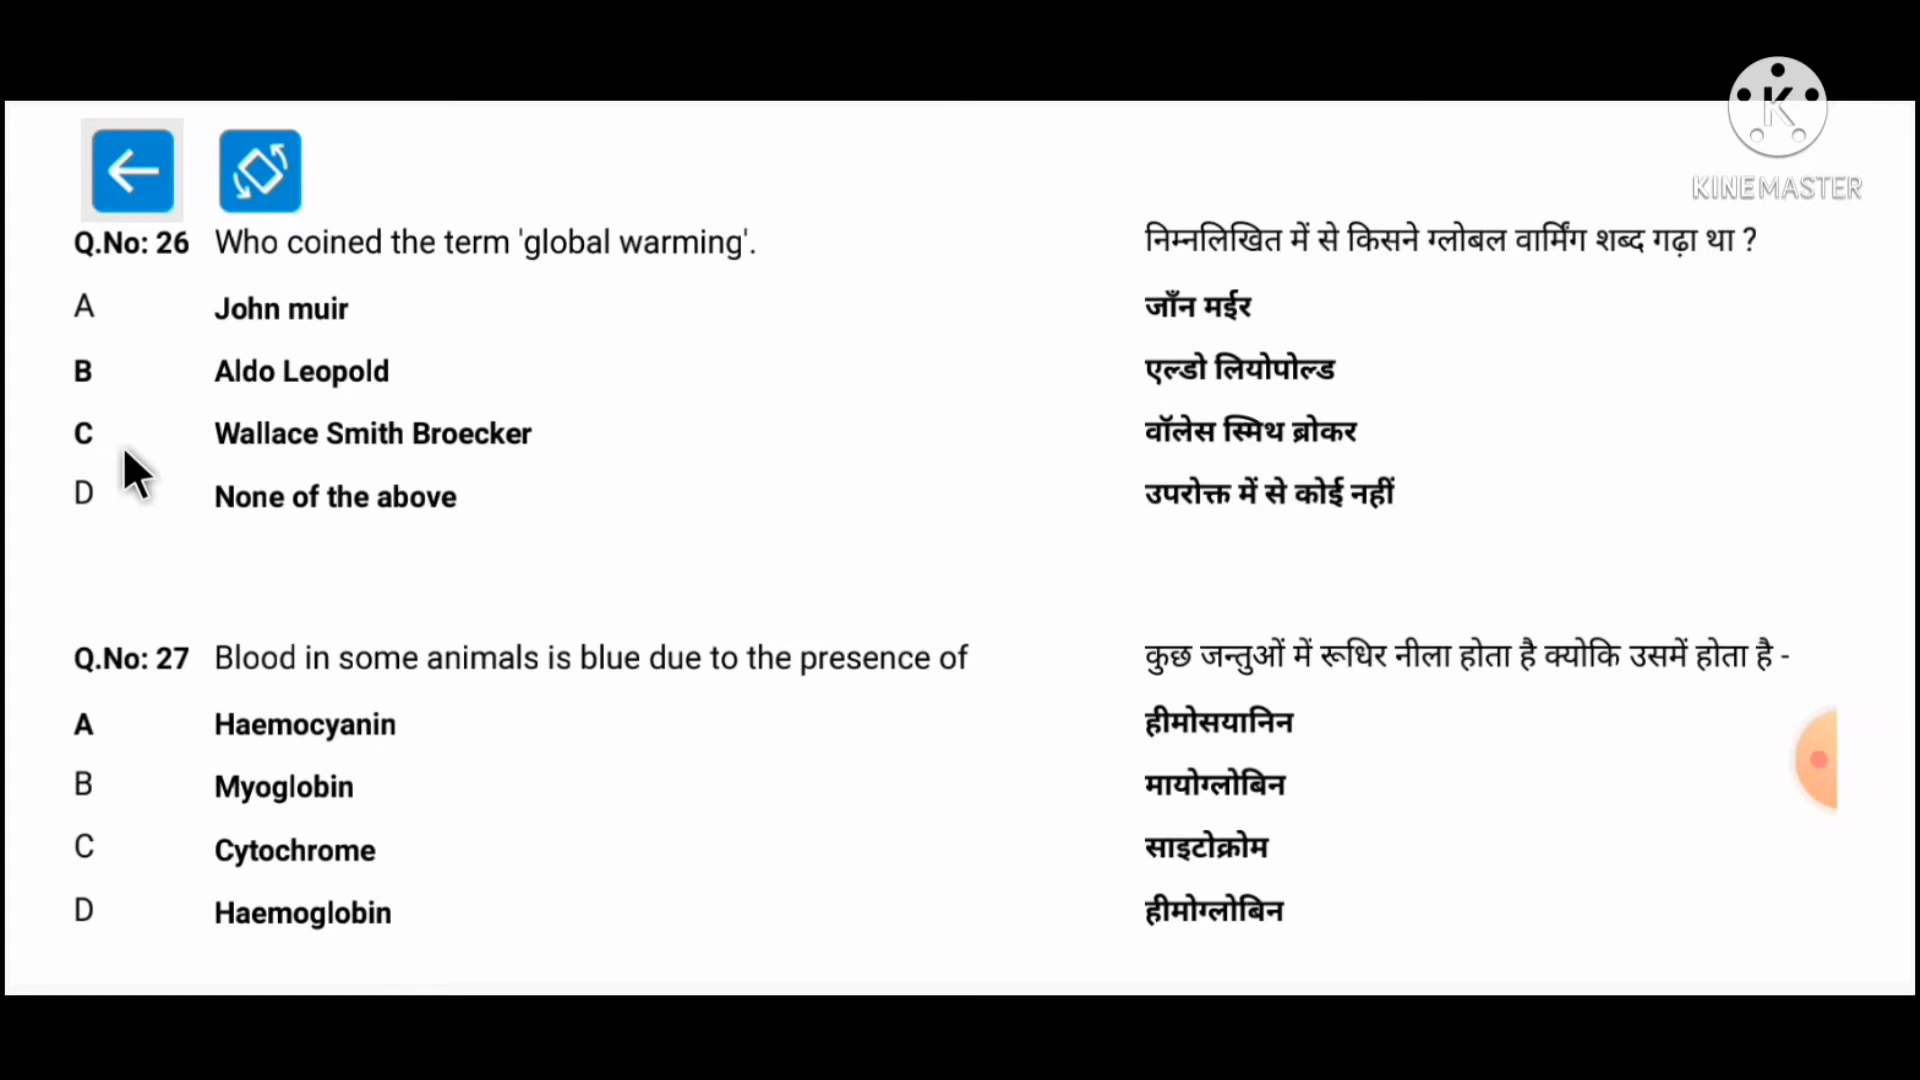 K
KINEMASTER
Q.No: 26 Who coined the term 'global warming'. निम्नलिखित में से किसने ग्लोबल वार्मिंग शब्द गढ़ा था ?
A John muir जाँन मईर
B Aldo Leopold एल्डो लियोपोल्ड
C Wallace Smith Broecker वॉलेस स्मिथ ब्रोकर
D None of the above उपरोक्त में से कोई नहीं
Q.No: 27 Blood in some animals is blue due to the presence of कुछ जन्तुओं में रूधिर नीला होता है क्योकि उसमें होता है -
A Haemocyanin हीमोसयानिन
B Myoglobin मायोग्लोबिन
C Cytochrome साइटोक्रोम
D Haemoglobin हीमोग्लोबिन